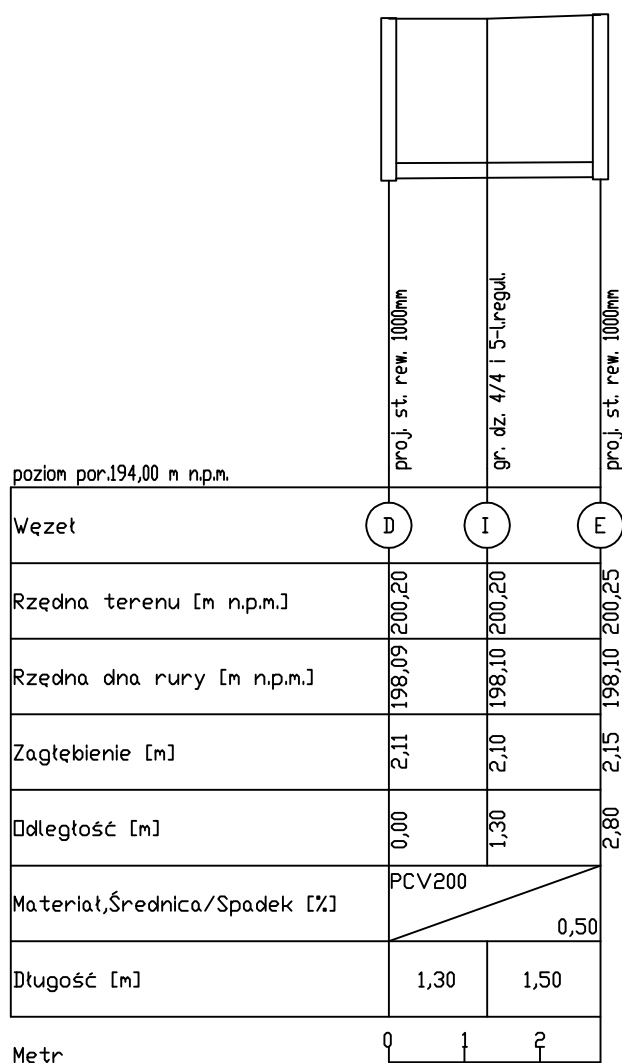 proj. st. rew. 1000mm
gr. dz. 4/4 i 5-l.regul.
proj. st. rew. 1000mm
poziom por.194,00 m n.p.m.
Węzeł D I E
Rzędna terenu [m n.p.m.] 200,20 200,20 200,25
Rzędna dna rury [m n.p.m.] 198,09 198,10 198,10
Zagłębienie [m] 2,11 2,10 2,15
Odległość [m] 0,00 1,30 2,80
PCV200
Materiał,Średnica/Spadek [%]
0,50
Długość [m] 1,30 1,50
Metr 0 1 2